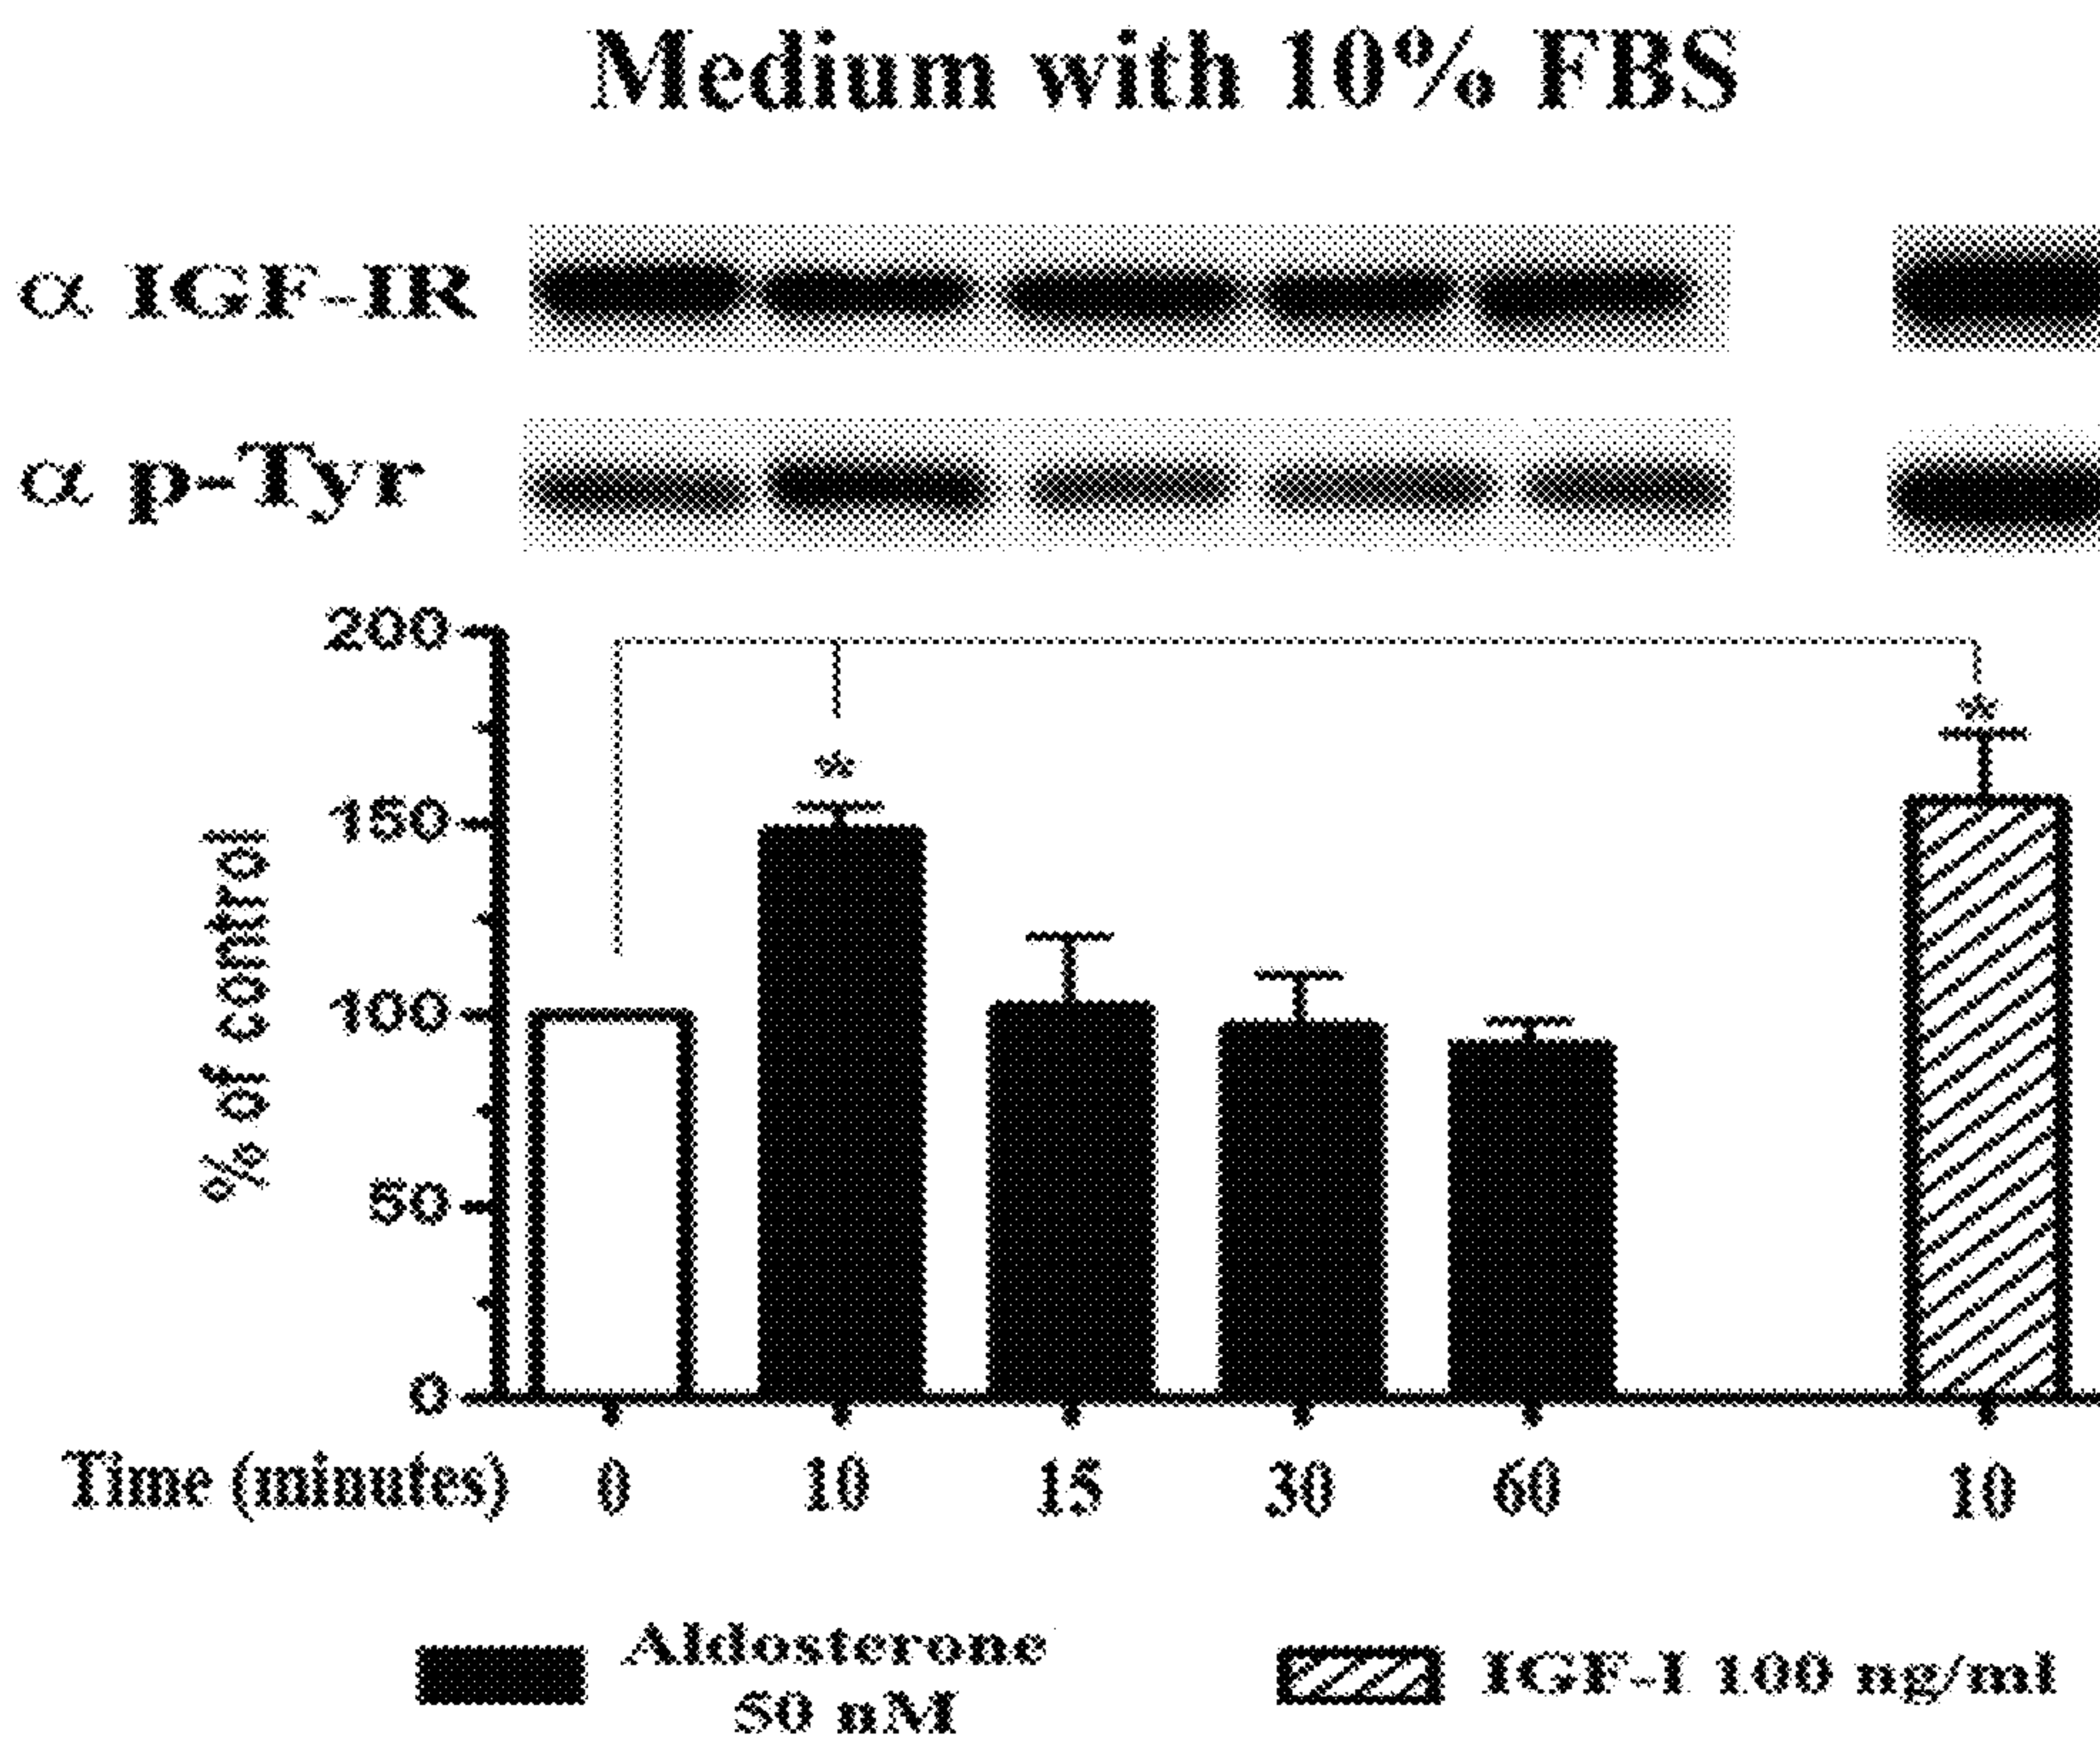 Medium with 10% FBS
α IGF-IR
α p-Tyr
200
150
100
50
0
% of control
*
*
Time (minutes) 0 10 15 30 60 10
Aldosterone
50 nM
IGF-I 100 ng/ml